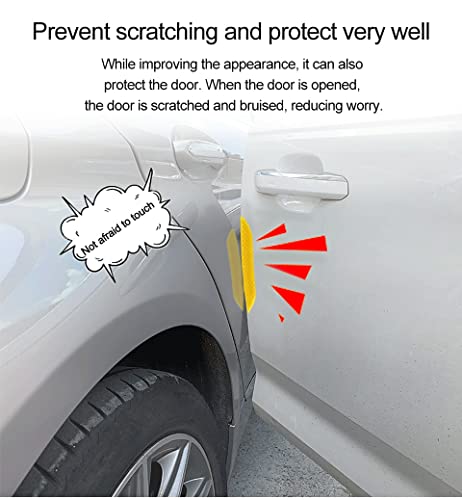 Prevent scratching and protect very well
While improving the appearance, it can also
protect the door. When the door is opened,
the door is scratched and bruised, reducing worry.
Not afraid to touch